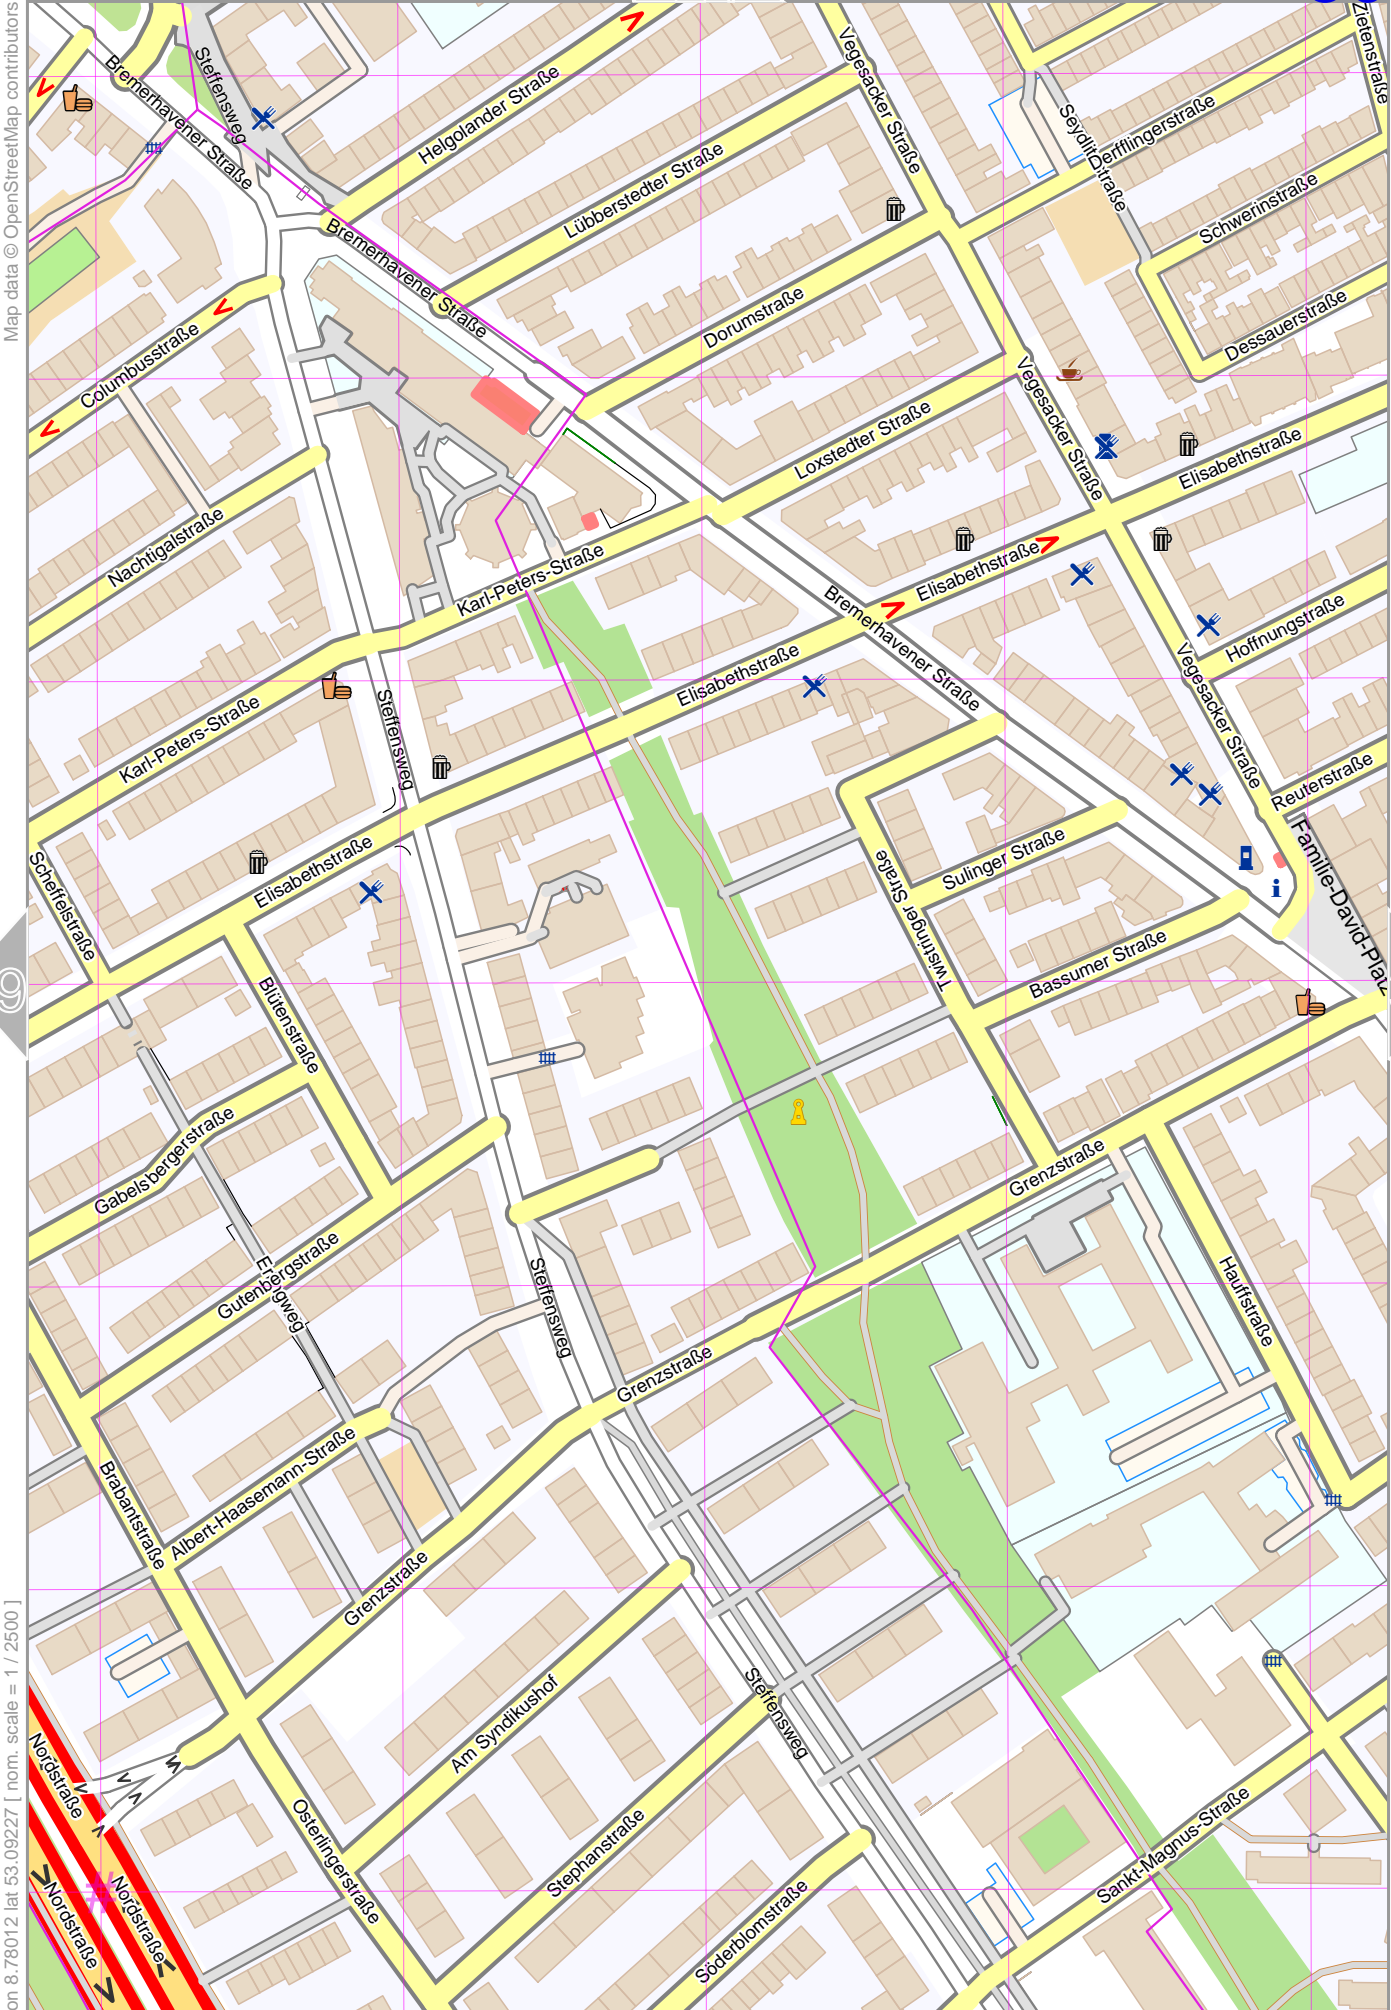 Map data © OpenStreetMap contributors
Steffensweg
Bremerhavener Straße
Helgolander Straße
Vegesacker Straße
Zietenstraße
Seydlitzstraße
Derfflingerstraße
Lübberstedter Straße
Schwerinstraße
Bremerhavener Straße
Dorumstraße
Dessauerstraße
Columbusstraße
Vegesacker Straße
Loxstedter Straße
Elisabethstraße
Nachtigalstraße
Karl-Peters-Straße
Elisabethstraße
Bremerhavener Straße
Hoffnungstraße
Elisabethstraße
Vegesacker Straße
Karl-Peters-Straße
Steffensweg
Reuterstraße
Scheffelstraße
Elisabethstraße
Sulinger Straße
Familie-David-Platz
Twistringer Straße
Bassumer Straße
9
Blütenstraße
Gabelsbergerstraße
Grenzstraße
Gutenbergstraße
Steffensweg
Hauffstraße
Grenzstraße
Albert-Haasemann-Straße
Brabantstraße
Grenzstraße
Am Syndikushof
Steffensweg
Nordstraße
Osterlingerstraße
Stephanstraße
Sankt-Magnus-Straße
Nordstraße
Nordstraße
#
Söderblomstraße
on 8.778012 lat 53.09227 [ nom. scale = 1 / 2500 ]